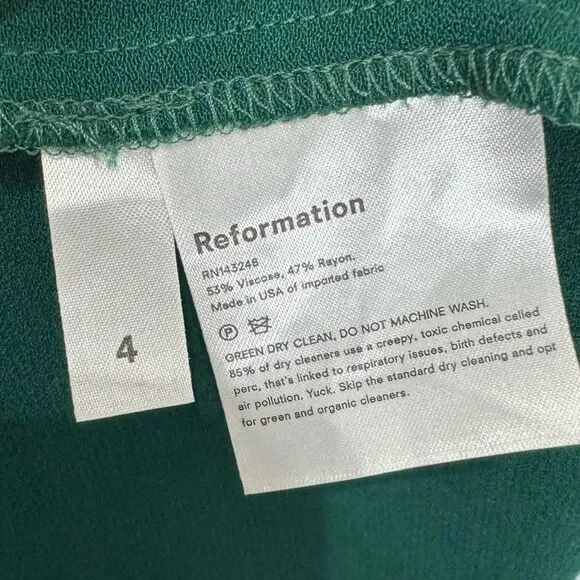 Reformation
RN143246
53% Viscose, 47% Rayon.
Made in USA of imported fabric
P
GREEN DRY CLEAN, DO NOT MACHINE WASH.
85% of dry cleaners use a creepy, toxic chemical called
perc, that's linked to respiratory issues, birth defects and
air pollution. Yuck. Skip the standard dry cleaning and opt
for green and organic cleaners.
4